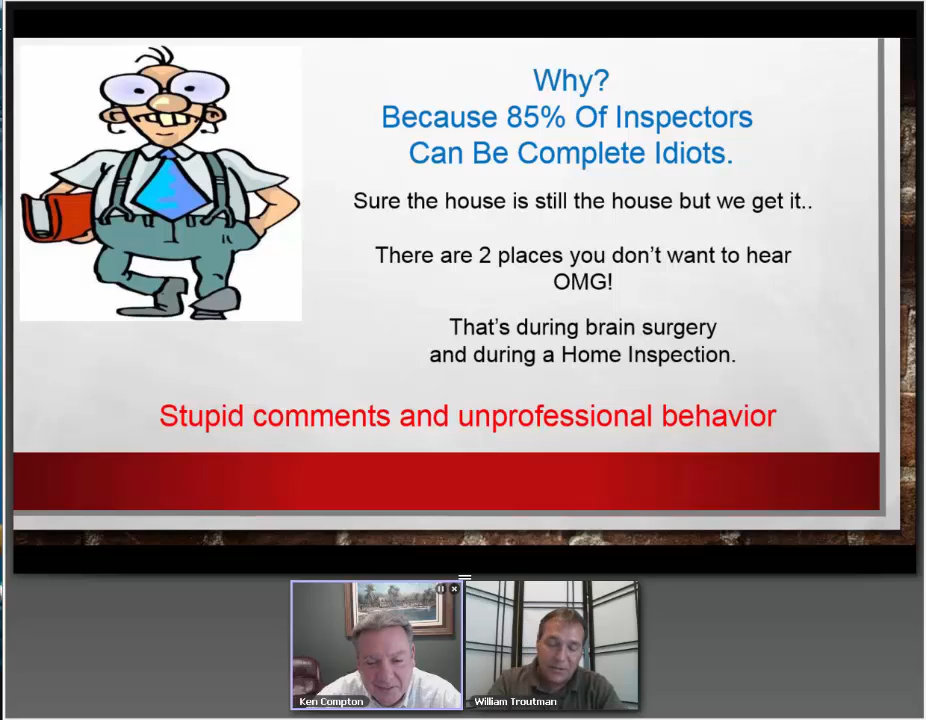 Why?
Because 85% Of Inspectors
Can Be Complete Idiots.
Sure the house is still the house but we get it..
There are 2 places you don't want to hear
OMG!
That's during brain surgery
and during a Home Inspection.
Stupid comments and unprofessional behavior
Ken Compton
William Troutman